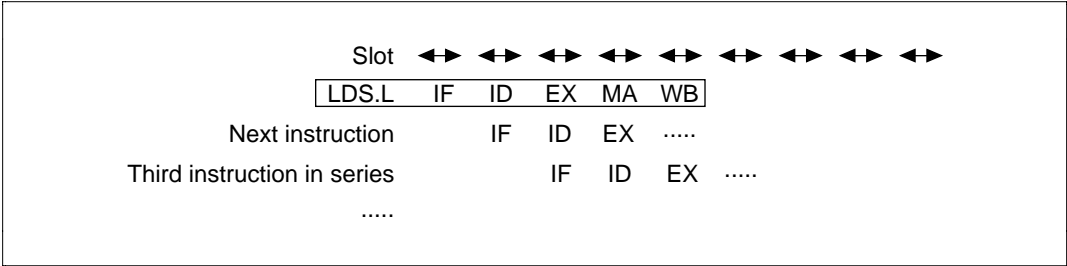 Slot
LDS.L IF ID EX MA WB
Next instruction IF ID EX .....
Third instruction in series IF ID EX .....
.....